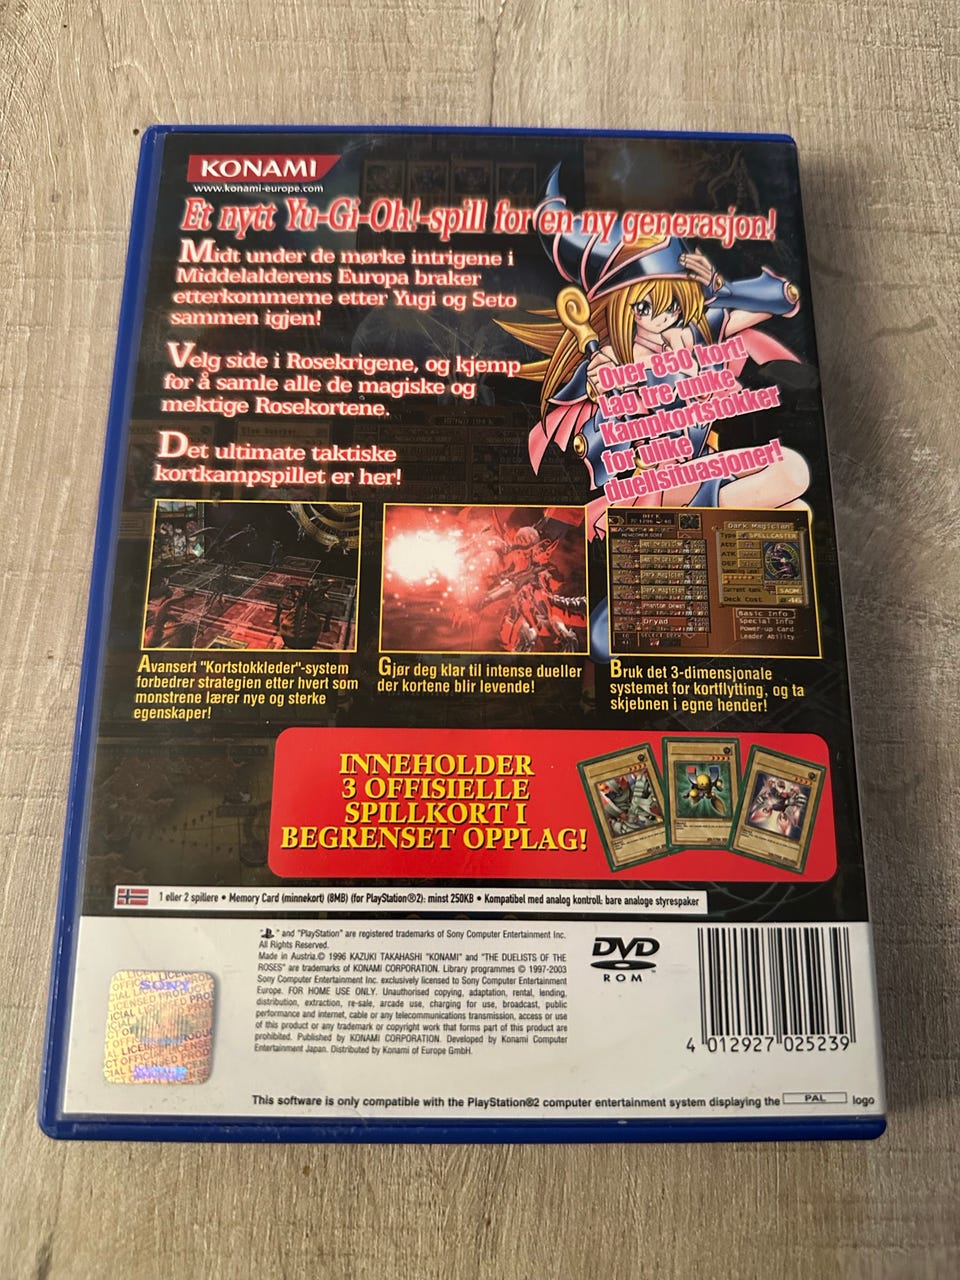 KONAMI
www.konami-europe.com
Et nytt Yu-Gi-Oh!-spill for en ny generasjon!
Midt under de mørke intrigene i
Middelalderens Europa braker
etterkommerne etter Yugi og Seto
sammen igjen!
Velg side i Rosekrigene, og kjemp
for å samle alle de magiske og
mektige Rosekortene.
Det ultimate taktiske
kortkampspillet er her!
Over 850 kort!
Lag tre unike
Kampkortstokker
for ulike
duellsituasjoner!
DECK
Dark Magician
Type SPELLCASTER
ATK
DEF
Deck Cost
Dark Magician
Dark Magician
Phantom Dewan
Dryad
Basic Info
Special Info
Power-up Card
Leader Ability
Avansert "Kortstokkleder"-system
forbedrer strategien etter hvert som
monstrene lærer nye og sterke
egenskaper!
Gjør deg klar til intense dueller
der kortene blir levende!
Bruk det 3-dimensjonale
systemet for kortflytting, og ta
skjebnen i egne hender!
INNEHOLDER
3 OFFISIELLE
SPILLKORT I
BEGRENSET OPPLAG!
1 eller 2 spillere • Memory Card (minnekort) (8MB) (for PlayStation®2): minst 250KB • Kompatibel med analog kontroll: bare analoge styrespaker
" " and "PlayStation" are registered trademarks of Sony Computer Entertainment Inc.
All Rights Reserved.
Made in Austria.© 1996 KAZUKI TAKAHASHI "KONAMI" and "THE DUELISTS OF THE
ROSES" are trademarks of KONAMI CORPORATION. Library programmes © 1997-2003
Sony Computer Entertainment Inc. exclusively licensed to Sony Computer Entertainment
Europe. FOR HOME USE ONLY. Unauthorised copying, adaptation, rental, lending,
distribution, extraction, re-sale, arcade use, charging for use, broadcast, public
performance and internet, cable or any telecommunications transmission, access or use
of this product or any trademark or copyright work that forms part of this product are
prohibited. Published by KONAMI CORPORATION. Developed by Konami Computer
Entertainment Japan. Distributed by Konami of Europe GmbH.
DVD
ROM
SONY
4 012927 025239
This software is only compatible with the PlayStation®2 computer entertainment system displaying the PAL logo